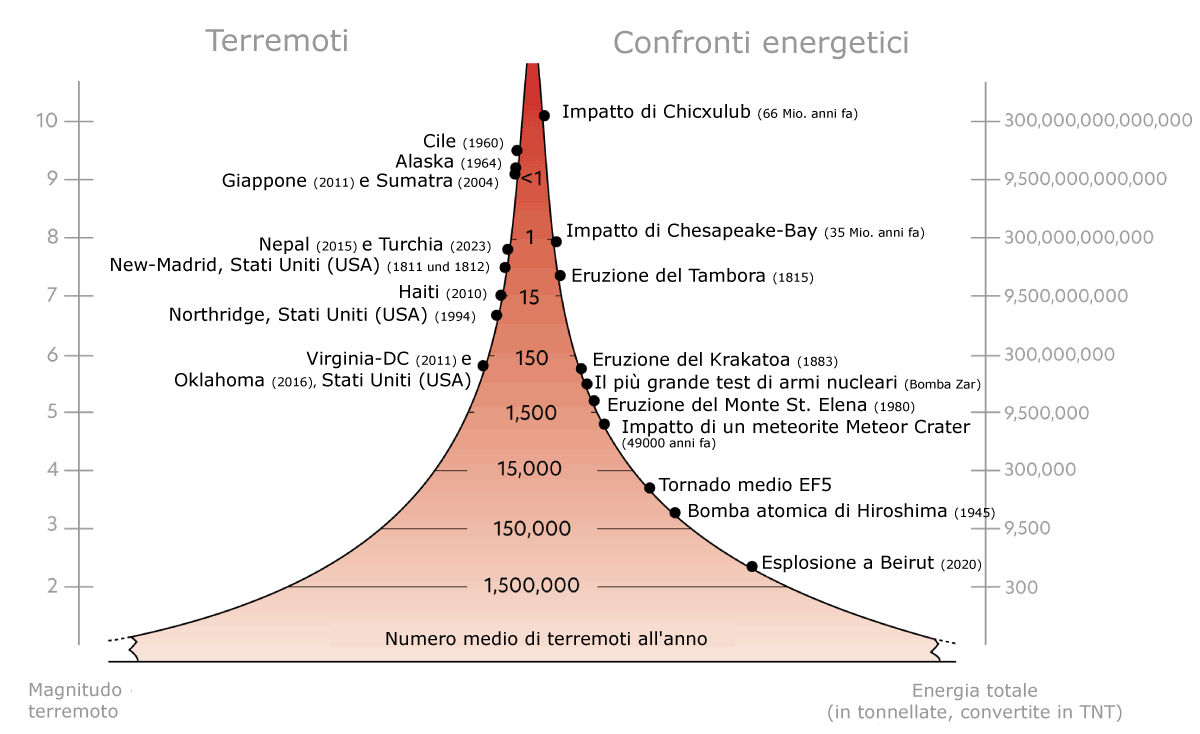 Terremoti
Confronti energetici
10
9
8
7
6
5
4
3
2
Cile (1960)
Alaska (1964)
Giappone (2011) e Sumatra (2004)
Nepal (2015) e Turchia (2023)
New-Madrid, Stati Uniti (USA) (1811 und 1812)
Haiti (2010)
Northridge, Stati Uniti (USA) (1994)
Virginia-DC (2011) e
Oklahoma (2016), Stati Uniti (USA)
<1
1
15
150
1,500
15,000
150,000
1,500,000
Numero medio di terremoti all'anno
Impatto di Chicxulub (66 Mio. anni fa)
Impatto di Chesapeake-Bay (35 Mio. anni fa)
Eruzione del Tambora (1815)
Eruzione del Krakatoa (1883)
Il più grande test di armi nucleari (Bomba Zar)
Eruzione del Monte St. Elena (1980)
Impatto di un meteorite Meteor Crater
(49000 anni fa)
Tornado medio EF5
Bomba atomica di Hiroshima (1945)
Esplosione a Beirut (2020)
300,000,000,000,000
9,500,000,000,000
300,000,000,000
9,500,000,000
300,000,000
9,500,000
300,000
9,500
300
Magnitudo
terremoto
Energia totale
(in tonnellate, convertite in TNT)